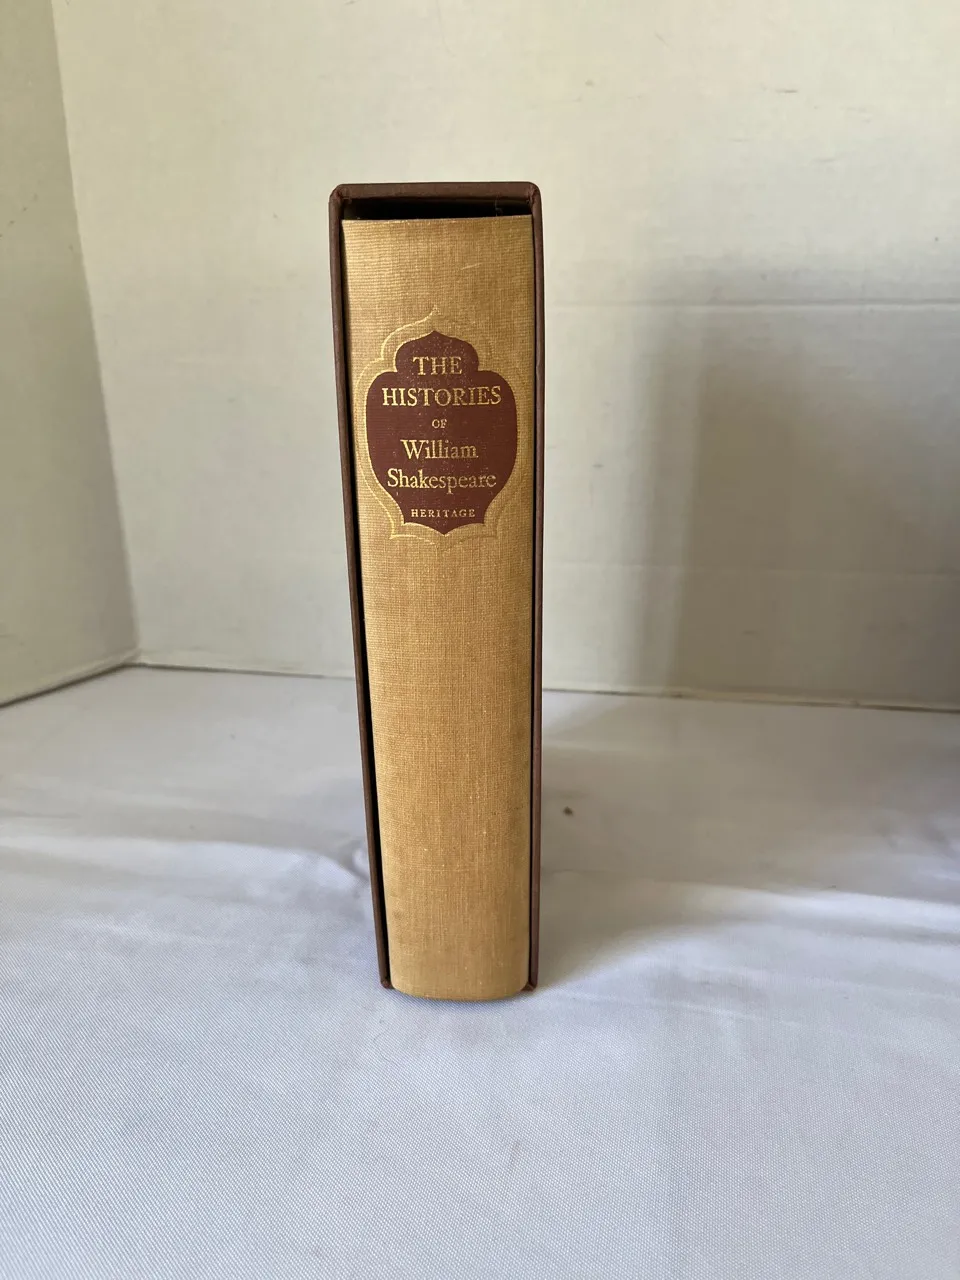 THE
HISTORIES
OF
William
Shakespeare
HERITAGE